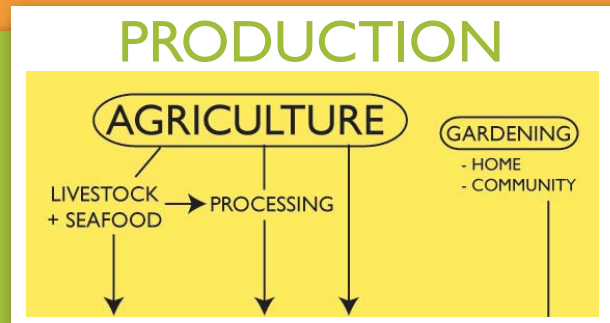 PRODUCTION
AGRICULTURE
GARDENING
- HOME
- COMMUNITY
LIVESTOCK
+ SEAFOOD
PROCESSING